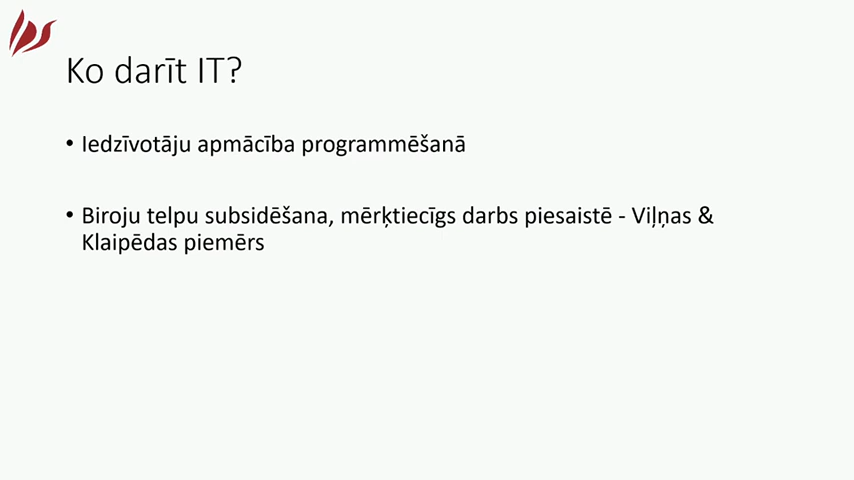 Ko darīt IT?
• Iedzīvotāju apmācība programmēšanā
• Biroju telpu subsidēšana, mērķtiecīgs darbs piesaistē - Viļņas &
Klaipēdas piemērs